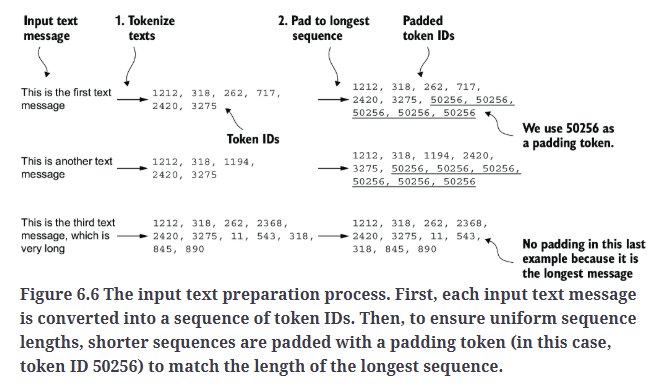 Input text
message
1. Tokenize
texts
2. Pad to longest
sequence
Padded
token IDs
This is the first text
message
1212, 318, 262, 717,
2420, 3275
Token IDs
1212, 318, 262, 717,
2420, 3275, 50256, 50256,
50256, 50256, 50256
We use 50256 as
a padding token.
This is another text
message
1212, 318, 1194,
2420, 3275
1212, 318, 1194, 2420,
3275, 50256, 50256, 50256,
50256, 50256, 50256
This is the third text
message, which is
very long
1212, 318, 262, 2368,
2420, 3275, 11, 543, 318,
845, 890
1212, 318, 262, 2368,
2420, 3275, 11, 543,
318, 845, 890
No padding in this last
example because it is
the longest message
Figure 6.6 The input text preparation process. First, each input text message
is converted into a sequence of token IDs. Then, to ensure uniform sequence
lengths, shorter sequences are padded with a padding token (in this case,
token ID 50256) to match the length of the longest sequence.